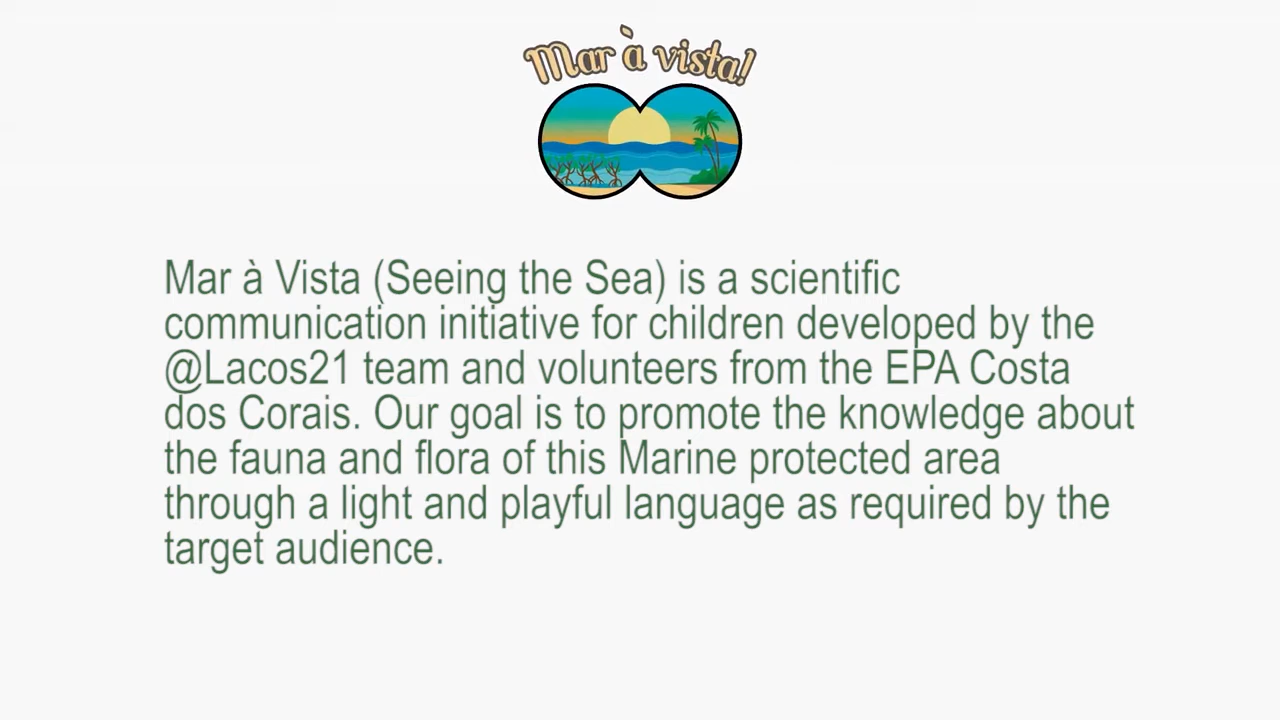 Mar à vista!
Mar à Vista (Seeing the Sea) is a scientific
communication initiative for children developed by the
@Lacos21 team and volunteers from the EPA Costa
dos Corais. Our goal is to promote the knowledge about
the fauna and flora of this Marine protected area
through a light and playful language as required by the
target audience.